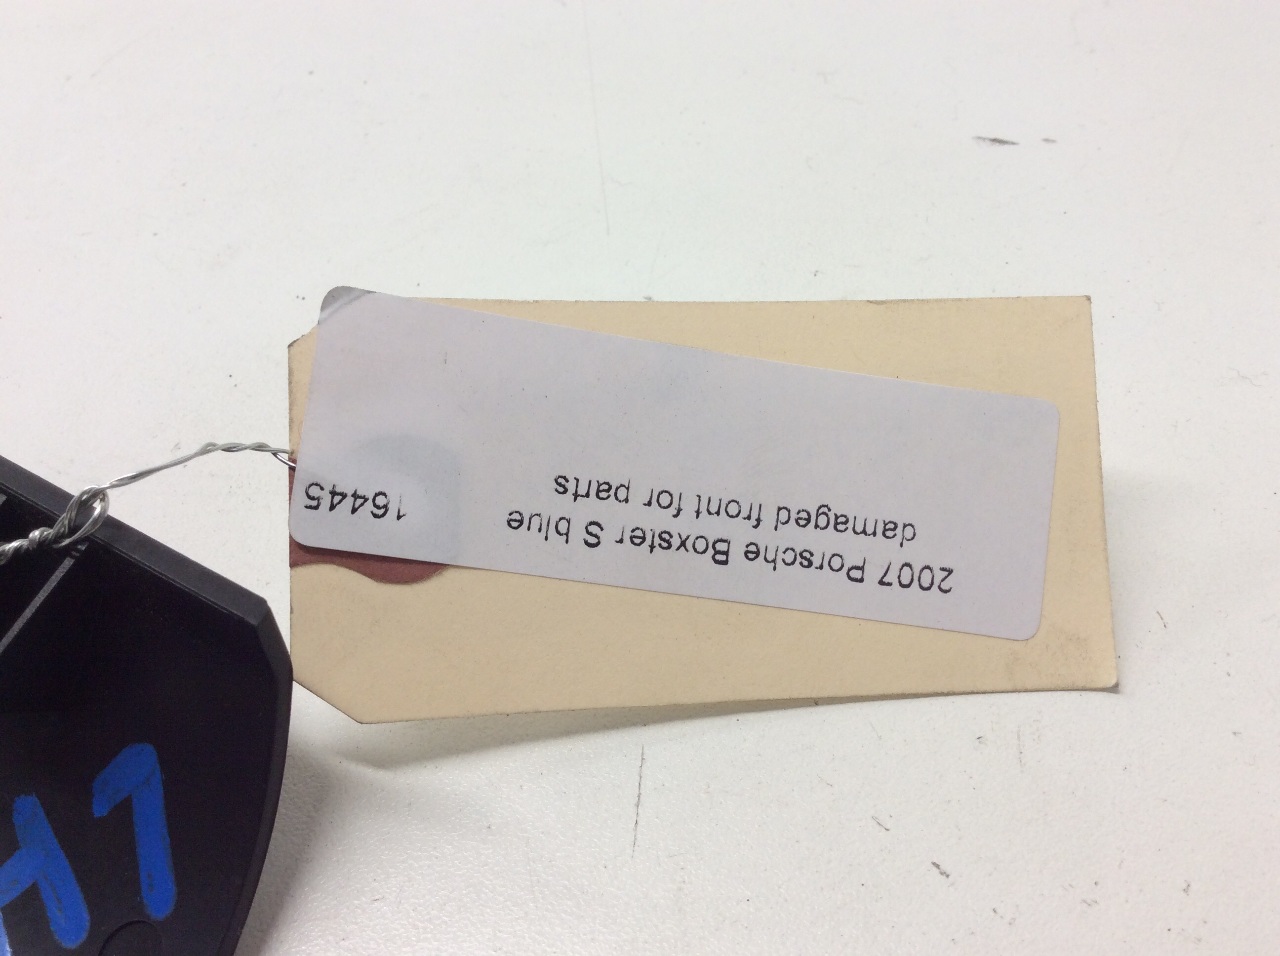 2007 Porsche Boxster S blue
damaged front for parts
16445